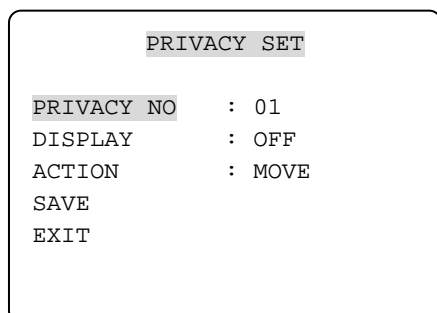 PRIVACY SET
PRIVACY NO : 01
DISPLAY : OFF
ACTION : MOVE
SAVE
EXIT